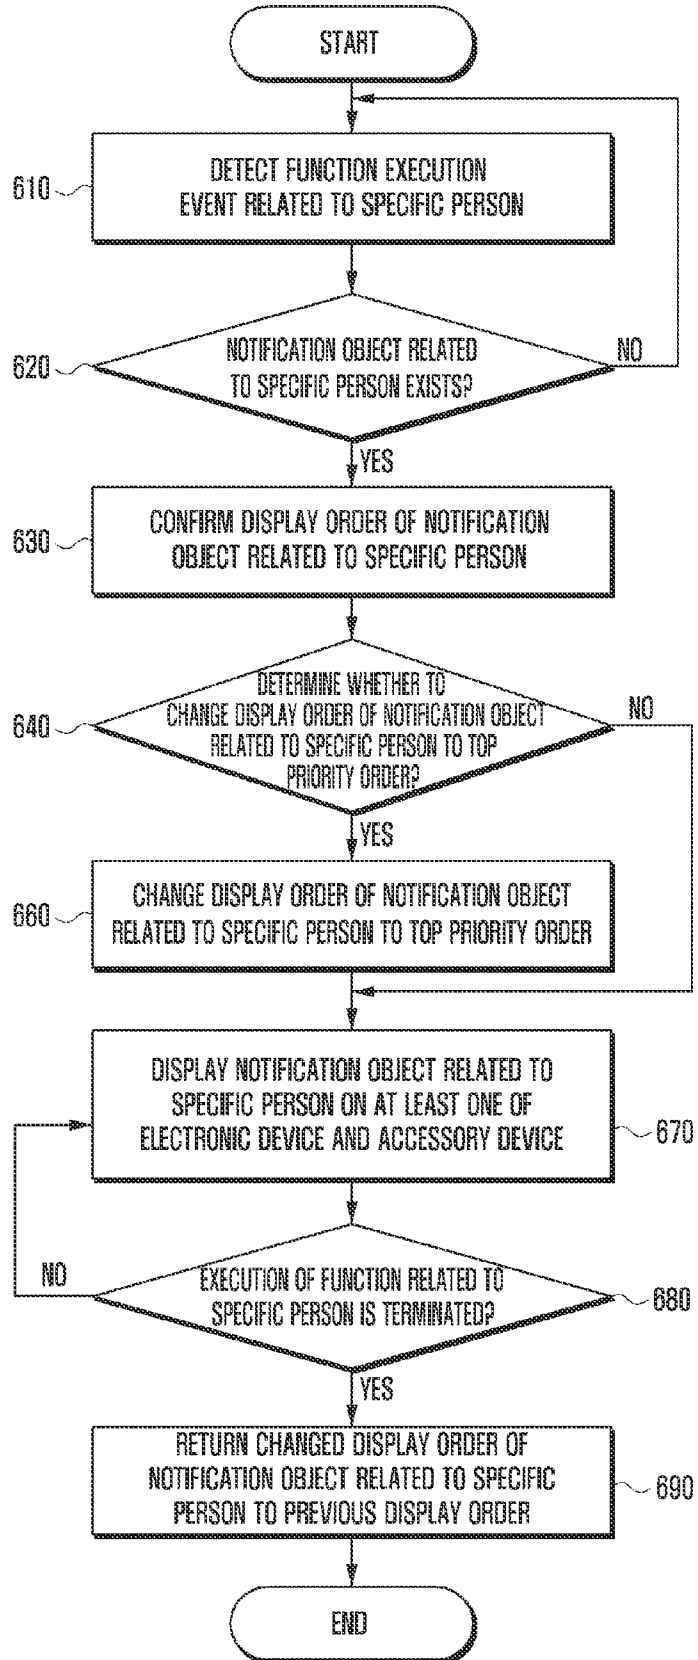 START
610
DETECT FUNCTION EXECUTION
EVENT RELATED TO SPECIFIC PERSON
620
NOTIFICATION OBJECT RELATED
TO SPECIFIC PERSON EXISTS?
NO
YES
630
CONFIRM DISPLAY ORDER OF NOTIFICATION
OBJECT RELATED TO SPECIFIC PERSON
640
DETERMINE WHETHER TO
CHANGE DISPLAY ORDER OF NOTIFICATION OBJECT
RELATED TO SPECIFIC PERSON TO TOP
PRIORITY ORDER?
NO
YES
660
CHANGE DISPLAY ORDER OF NOTIFICATION OBJECT
RELATED TO SPECIFIC PERSON TO TOP PRIORITY ORDER
DISPLAY NOTIFICATION OBJECT RELATED TO
SPECIFIC PERSON ON AT LEAST ONE OF
ELECTRONIC DEVICE AND ACCESSORY DEVICE
670
NO
EXECUTION OF FUNCTION RELATED TO
SPECIFIC PERSON IS TERMINATED?
680
YES
RETURN CHANGED DISPLAY ORDER OF
NOTIFICATION OBJECT RELATED TO SPECIFIC
PERSON TO PREVIOUS DISPLAY ORDER
690
END